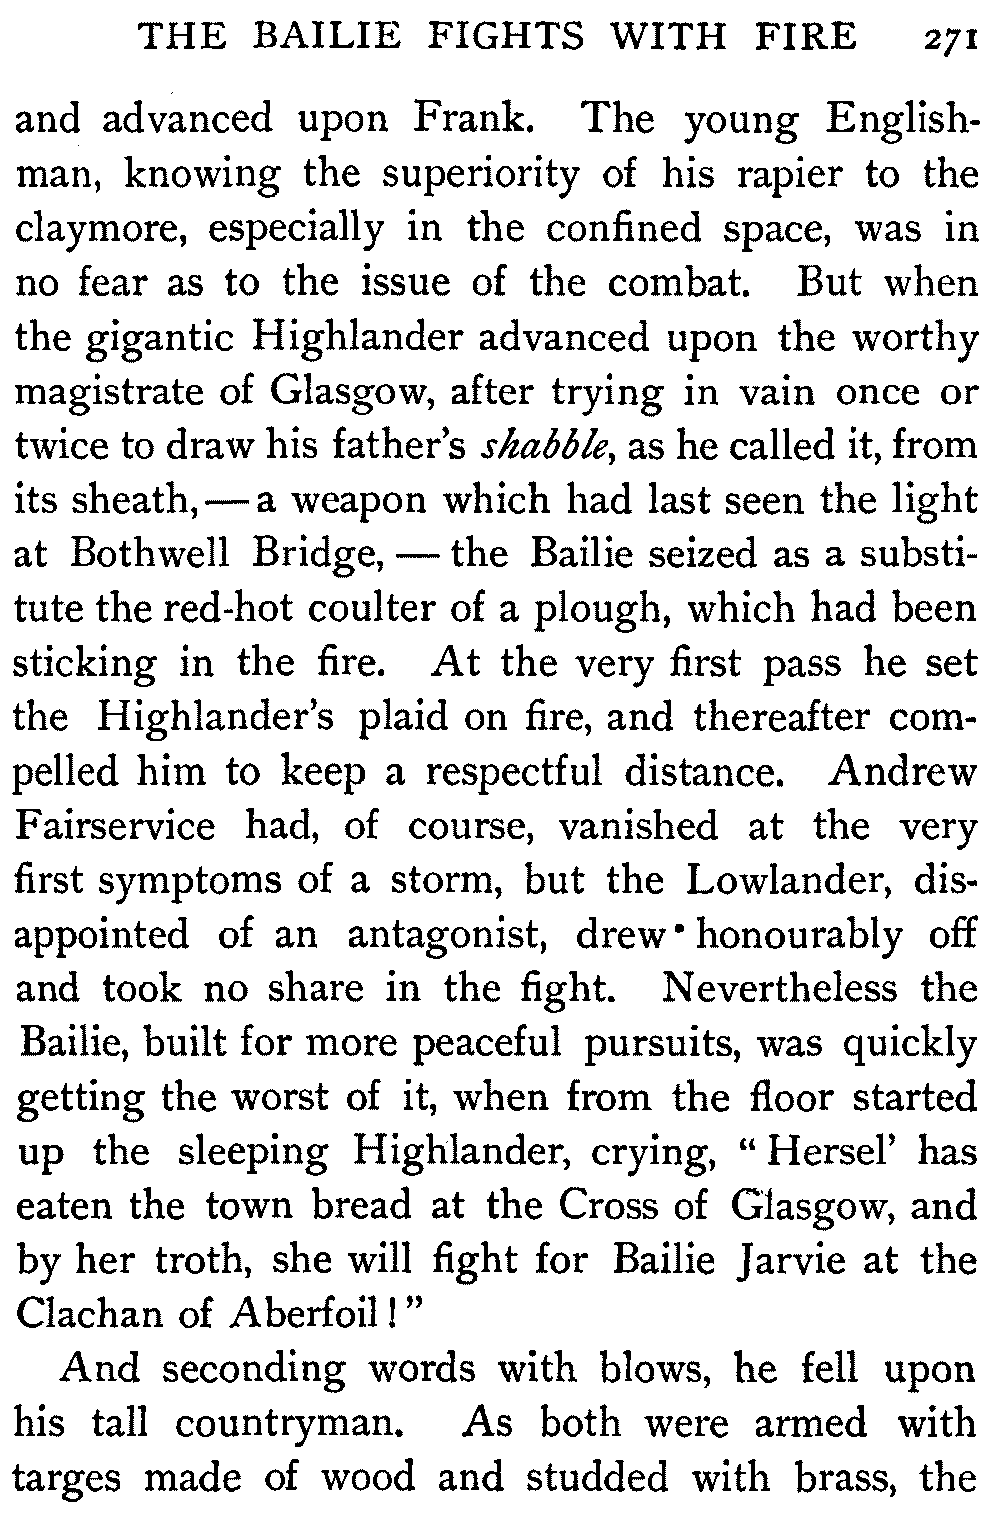 THE BAILIE FIGHTS WITH FIRE 271
and advanced upon Frank. The young English-
man, knowing the superiority of his rapier to the
claymore, especially in the confined space, was in
no fear as to the issue of the combat. But when
the gigantic Highlander advanced upon the worthy
magistrate of Glasgow, after trying in vain once or
twice to draw his father's shabble, as he called it, from
its sheath,—a weapon which had last seen the light
at Bothwell Bridge, — the Bailie seized as a substi-
tute the red-hot coulter of a plough, which had been
sticking in the fire. At the very first pass he set
the Highlander's plaid on fire, and thereafter com-
pelled him to keep a respectful distance. Andrew
Fairservice had, of course, vanished at the very
first symptoms of a storm, but the Lowlander, dis-
appointed of an antagonist, drew honourably off
and took no share in the fight. Nevertheless the
Bailie, built for more peaceful pursuits, was quickly
getting the worst of it, when from the floor started
up the sleeping Highlander, crying, "Hersel' has
eaten the town bread at the Cross of Glasgow, and
by her troth, she will fight for Bailie Jarvie at the
Clachan of Aberfoil!"
And seconding words with blows, he fell upon
his tall countryman. As both were armed with
targes made of wood and studded with brass, the